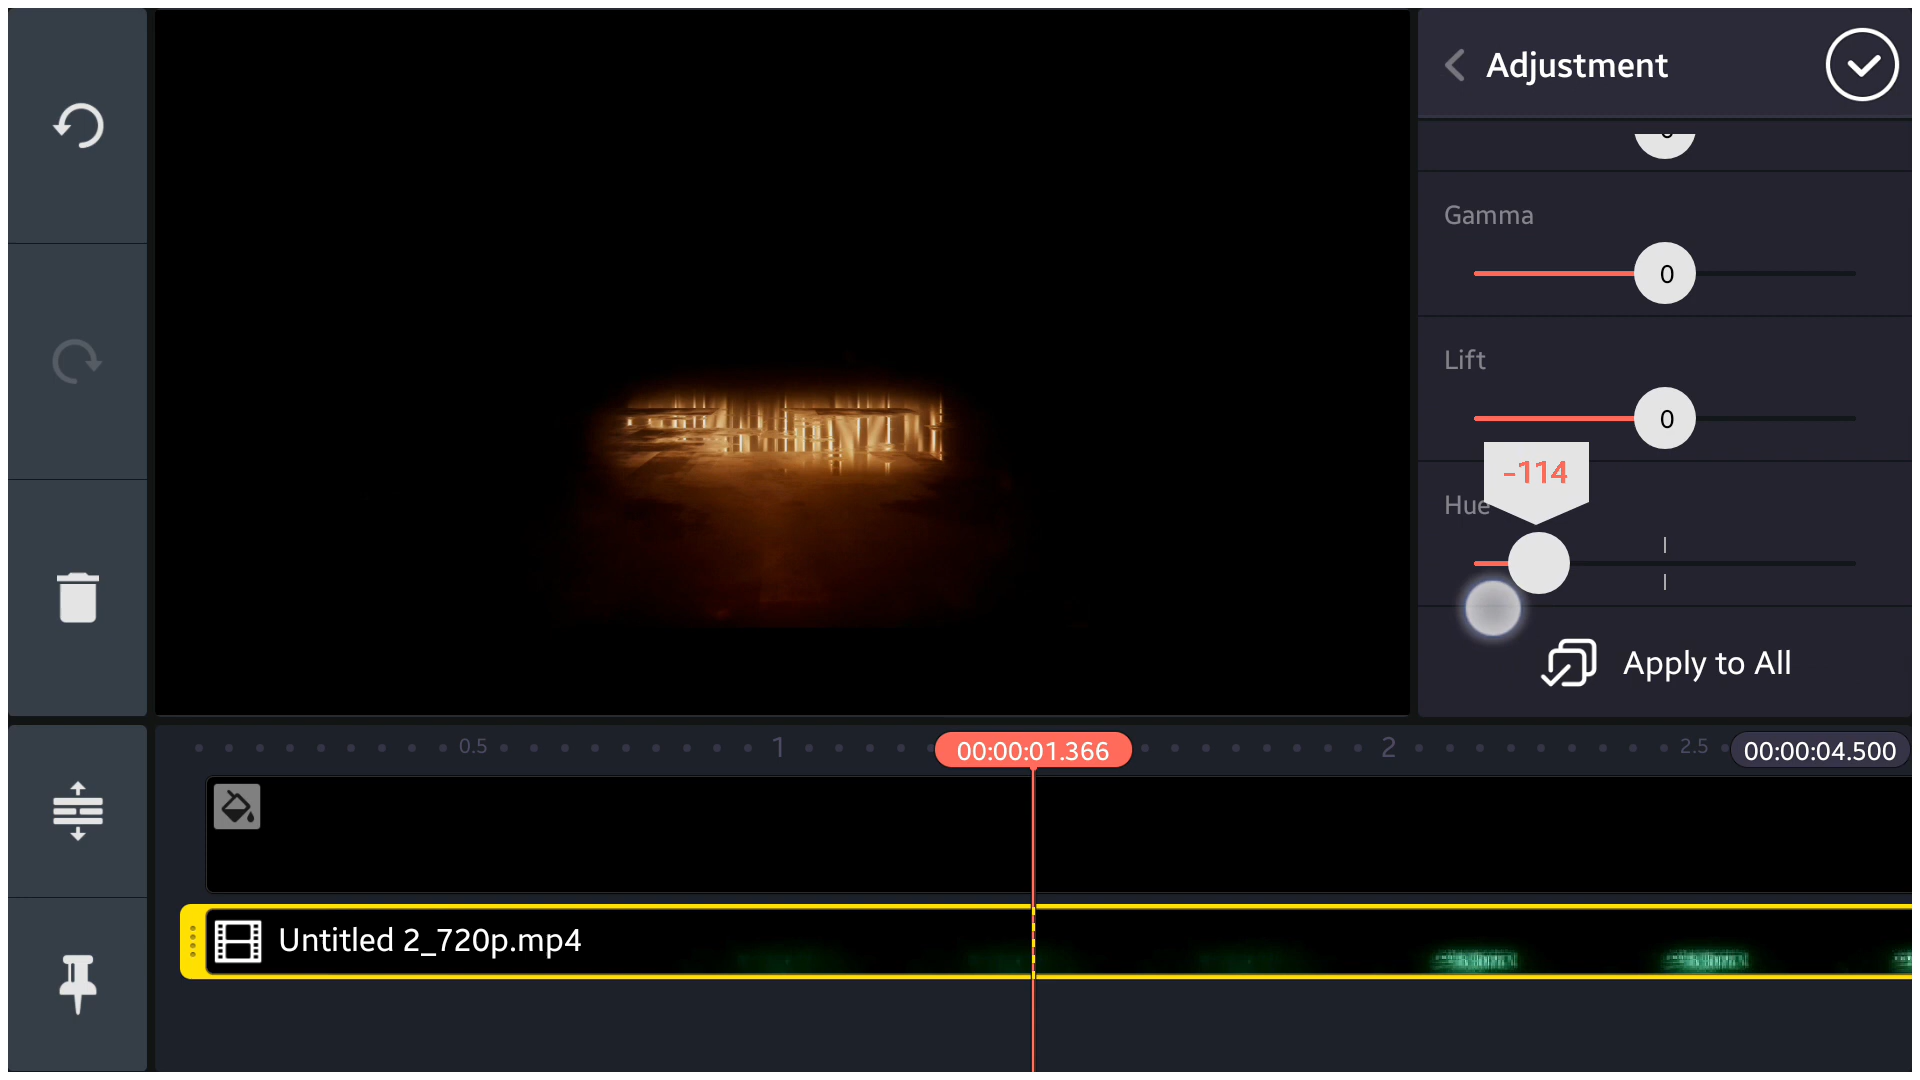 Adjustment
0
Gamma
0
Lift
0
-114
Hue
Apply to All
0.5
1
00:00:01.366
2
2.5
00:00:04.500
Untitled 2_720p.mp4